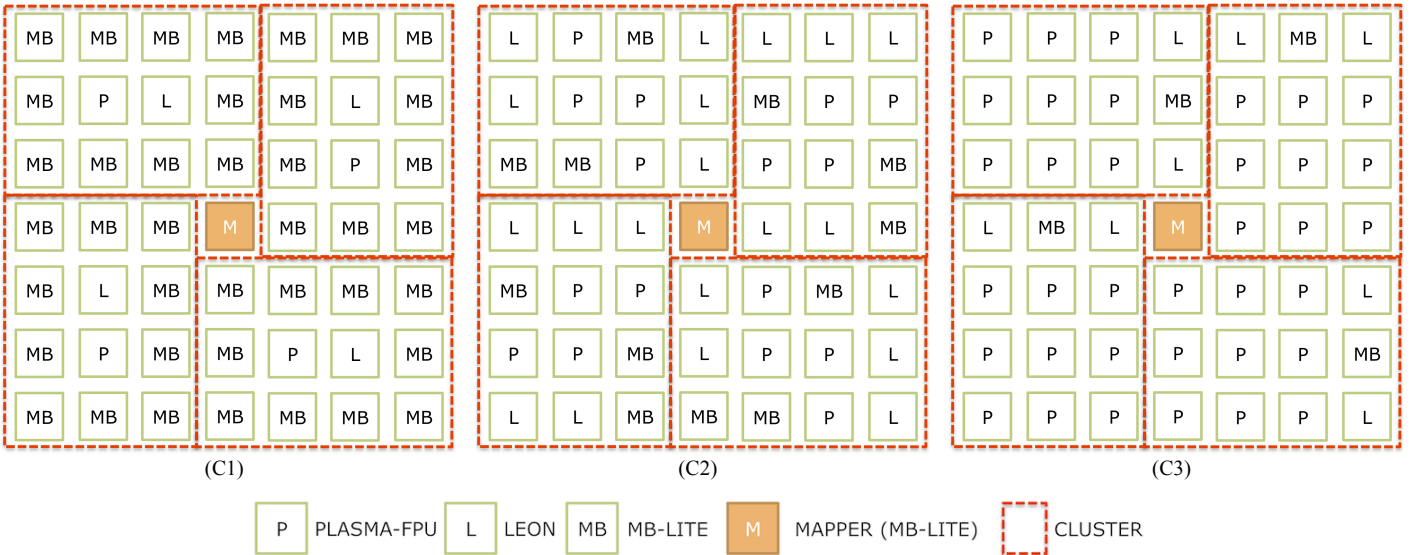 MB MB MB MB MB MB MB L P MB L L L L P P P L L MB L
MB P L MB MB L MB L P P L MB P P P P P MB P P P
MB MB MB MB MB P MB MB MB P L P P MB P P P L P P P
MB MB MB M MB MB MB L L L M L L MB L MB L M P P P
MB L MB MB MB MB MB MB P P L P MB L P P P P P P L
MB P MB MB P L MB P P MB L P P L P P P P P P MB
MB MB MB MB MB MB MB L L MB MB MB P L P P P P P P L
(C1) (C2) (C3)
P PLASMA-FPU L LEON MB MB-LITE M MAPPER (MB-LITE) CLUSTER